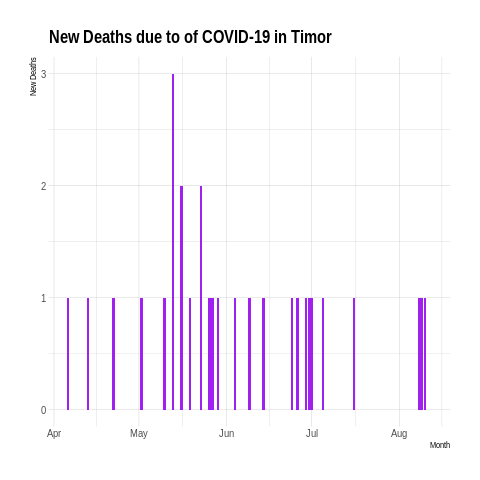 New Deaths due to of COVID-19 in Timor
New Deaths
3
2
1
0
Apr May Jun Jul Aug
Month